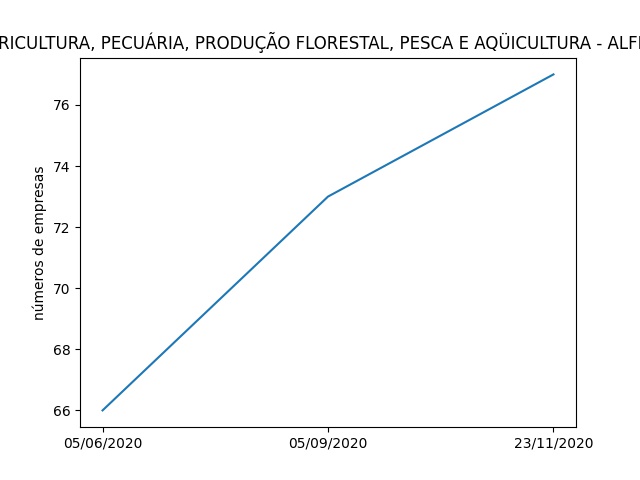 RICULTURA, PECUÁRIA, PRODUÇÃO FLORESTAL, PESCA E AQÜICULTURA - ALF
números de empresas
76
74
72
70
68
66
05/06/2020 05/09/2020 23/11/2020